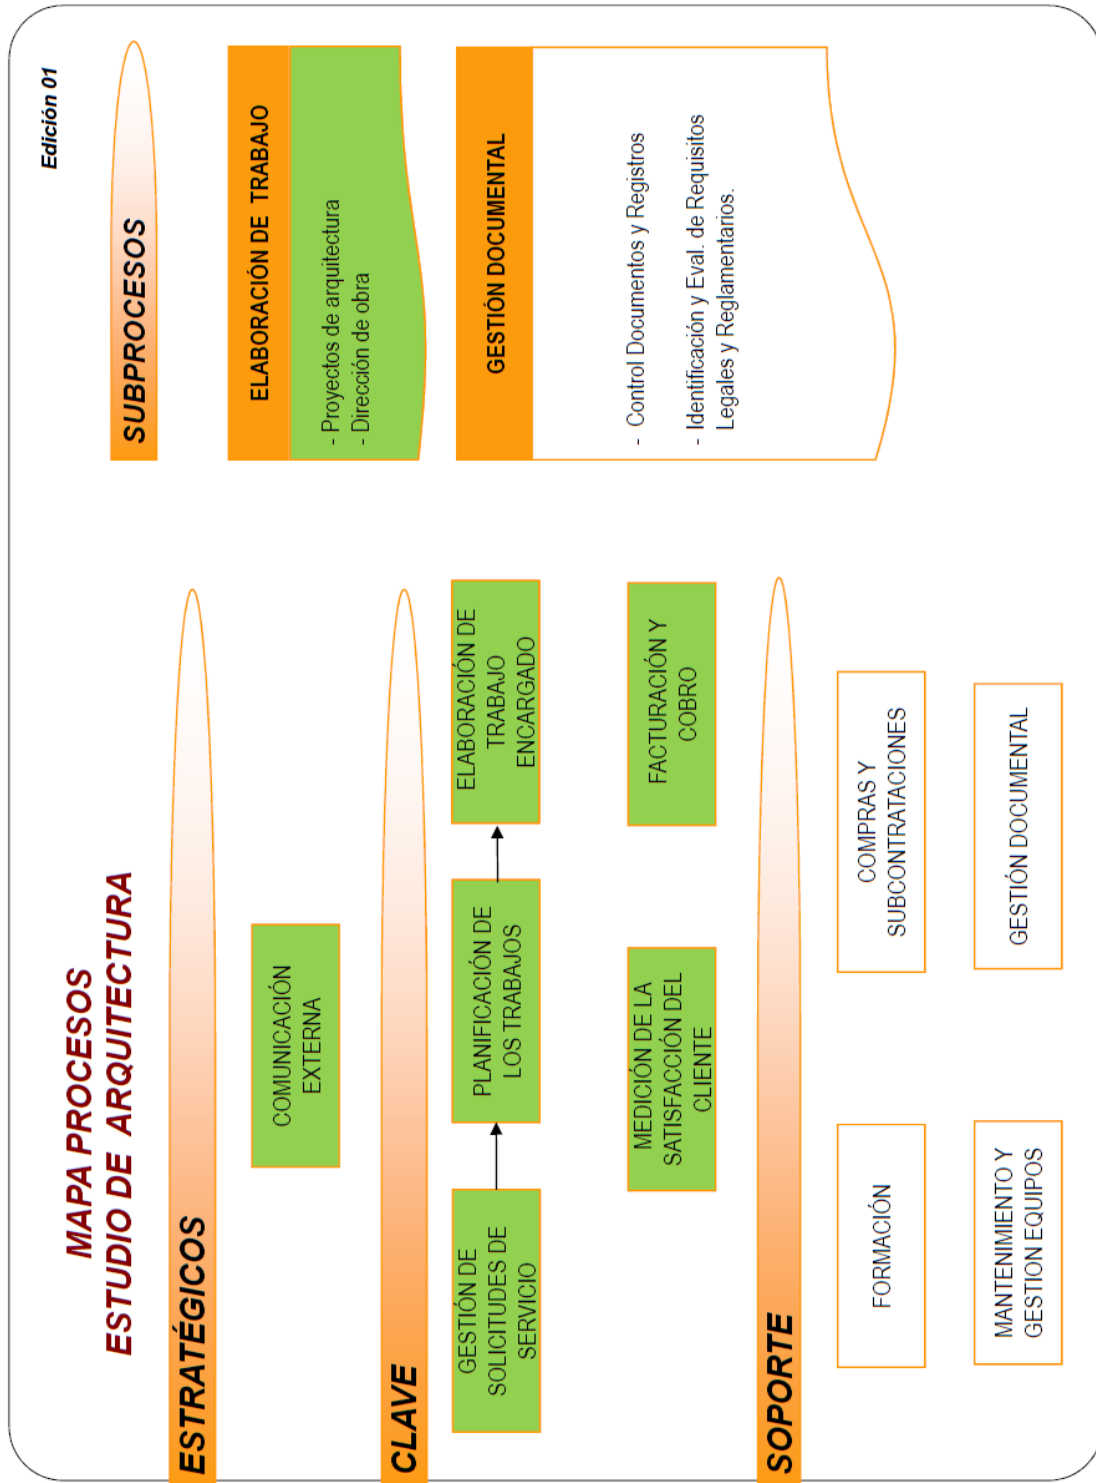 Edición 01
MAPA PROCESOS
ESTUDIO DE ARQUITECTURA
ESTRATÉGICOS
COMUNICACIÓN
EXTERNA
CLAVE
GESTIÓN DE
SOLICITUDES DE
SERVICIO
PLANIFICACIÓN DE
LOS TRABAJOS
ELABORACIÓN DE
TRABAJO
ENCARGADO
MEDICIÓN DE LA
SATISFACCIÓN DEL
CLIENTE
FACTURACIÓN Y
COBRO
SOPORTE
FORMACIÓN
COMPRAS Y
SUBCONTRATACIONES
MANTENIMIENTO Y
GESTION EQUIPOS
GESTIÓN DOCUMENTAL
SUBPROCESOS
ELABORACIÓN DE TRABAJO
- Proyectos de arquitectura
- Dirección de obra
GESTIÓN DOCUMENTAL
- Control Documentos y Registros
- Identificación y Eval. de Requisitos
Legales y Reglamentarios.